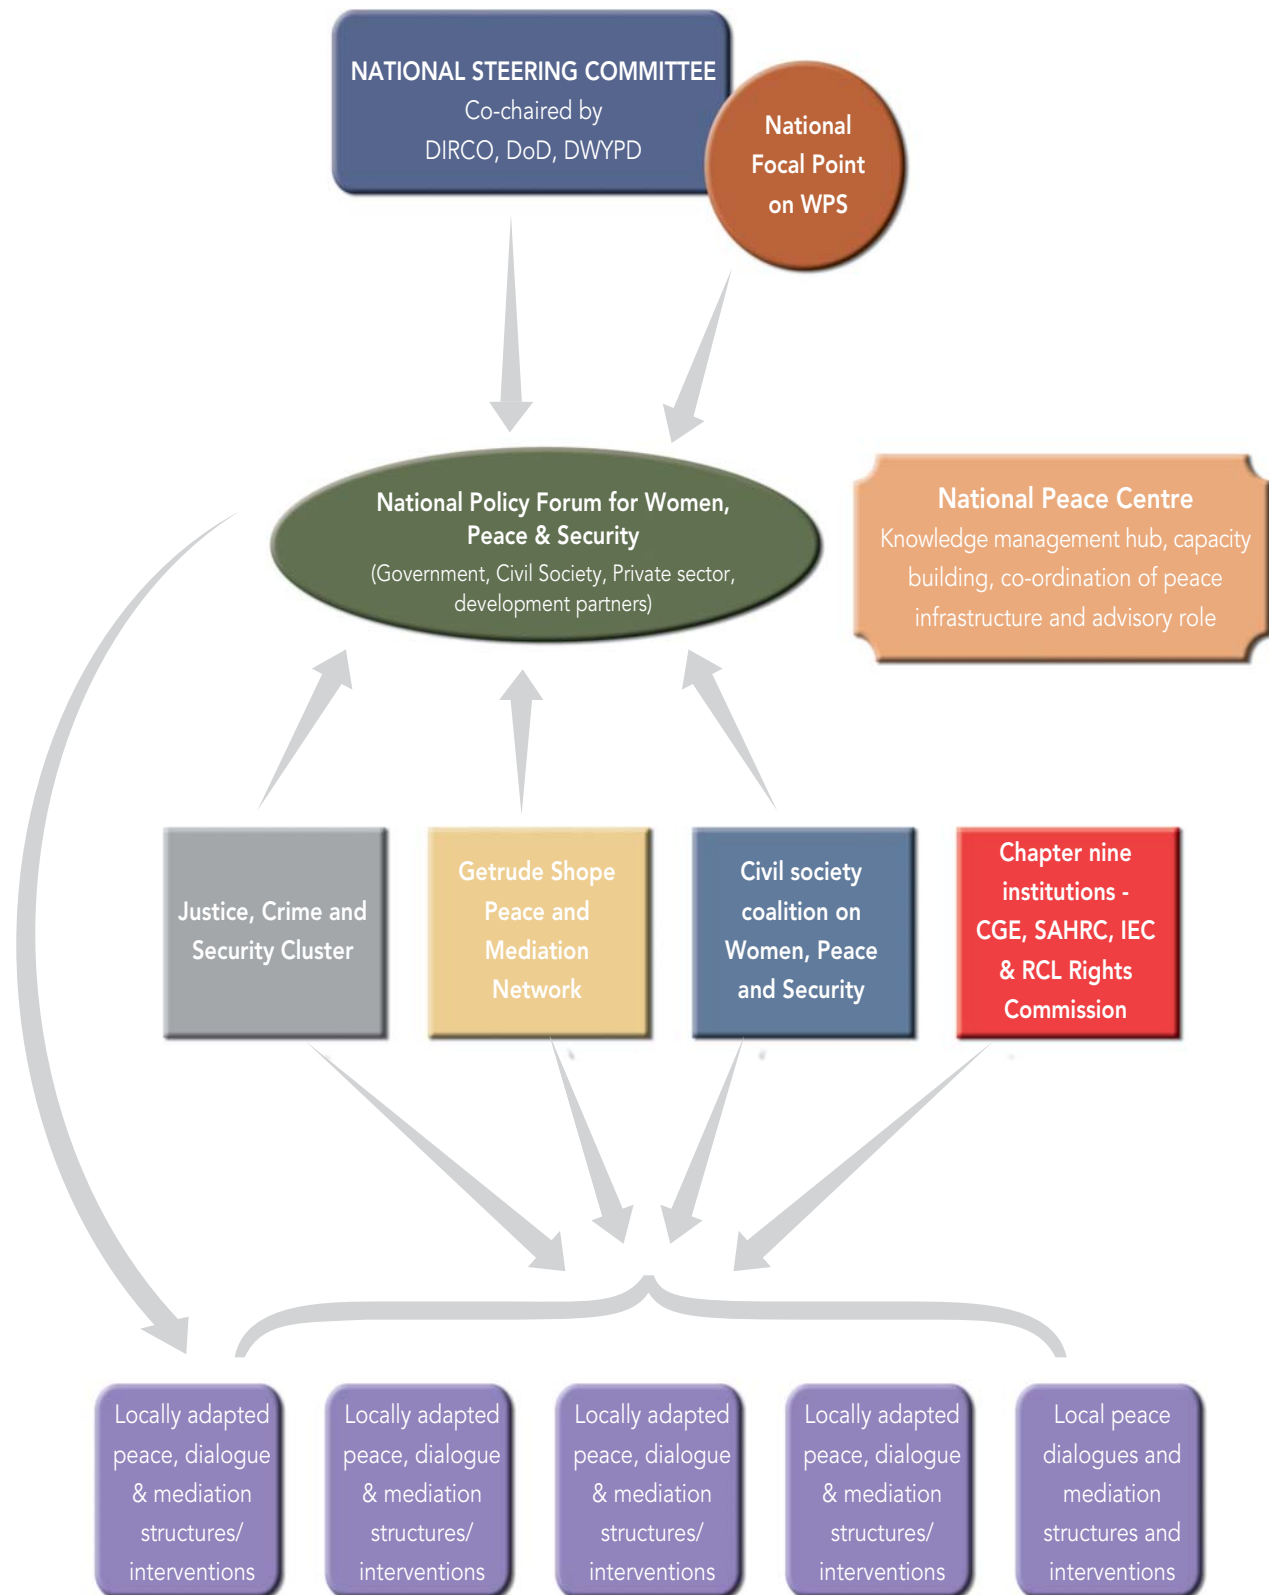 NATIONAL STEERING COMMITTEE
Co-chaired by
DIRCO, DoD, DWYPD
National
Focal Point
on WPS
National Policy Forum for Women,
Peace & Security
(Government, Civil Society, Private sector,
development partners)
National Peace Centre
Knowledge management hub, capacity
building, co-ordination of peace
infrastructure and advisory role
Justice, Crime and
Security Cluster
Getrude Shope
Peace and
Mediation
Network
Civil society
coalition on
Women, Peace
and Security
Chapter nine
institutions -
CGE, SAHRC, IEC
& RCL Rights
Commission
Locally adapted
peace, dialogue
& mediation
structures/
interventions
Locally adapted
peace, dialogue
& mediation
structures/
interventions
Locally adapted
peace, dialogue
& mediation
structures/
interventions
Locally adapted
peace, dialogue
& mediation
structures/
interventions
Local peace
dialogues and
mediation
structures and
interventions